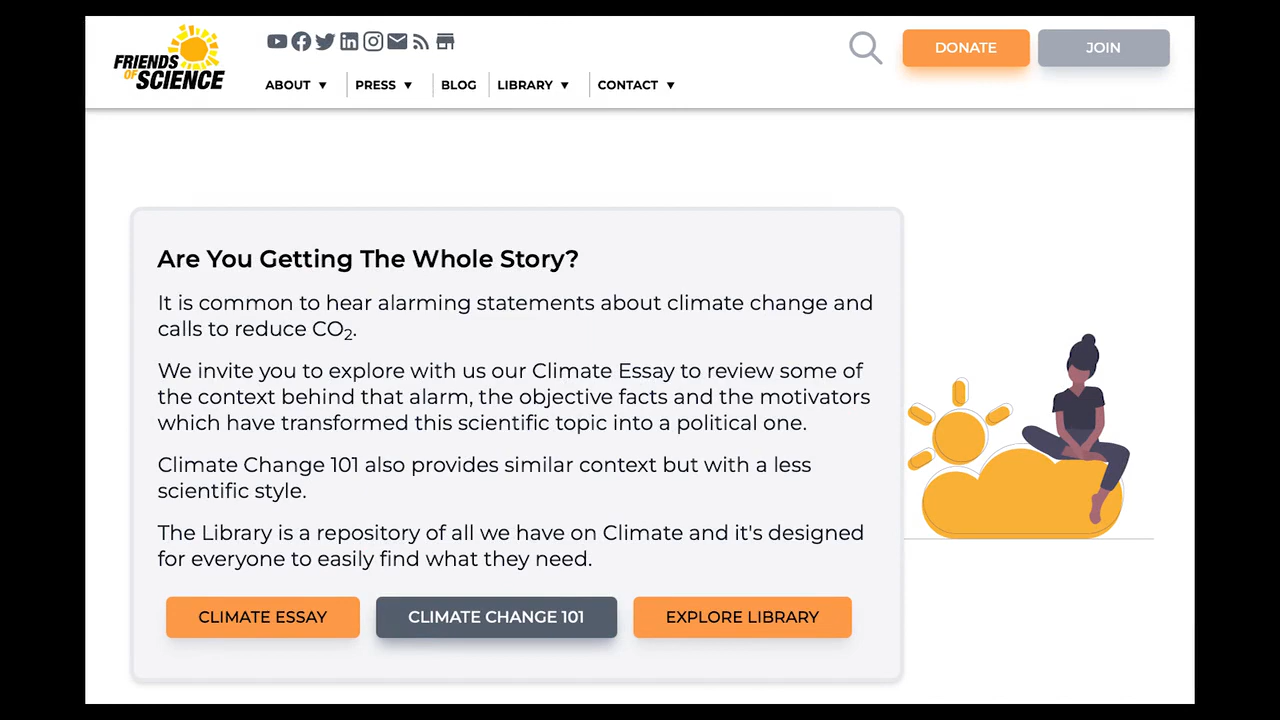 FRIENDS
OF
SCIENCE
DONATE
JOIN
ABOUT ▼
PRESS ▼
BLOG
LIBRARY ▼
CONTACT ▼
Are You Getting The Whole Story?
It is common to hear alarming statements about climate change and
calls to reduce CO₂.
We invite you to explore with us our Climate Essay to review some of
the context behind that alarm, the objective facts and the motivators
which have transformed this scientific topic into a political one.
Climate Change 101 also provides similar context but with a less
scientific style.
The Library is a repository of all we have on Climate and it's designed
for everyone to easily find what they need.
CLIMATE ESSAY
CLIMATE CHANGE 101
EXPLORE LIBRARY